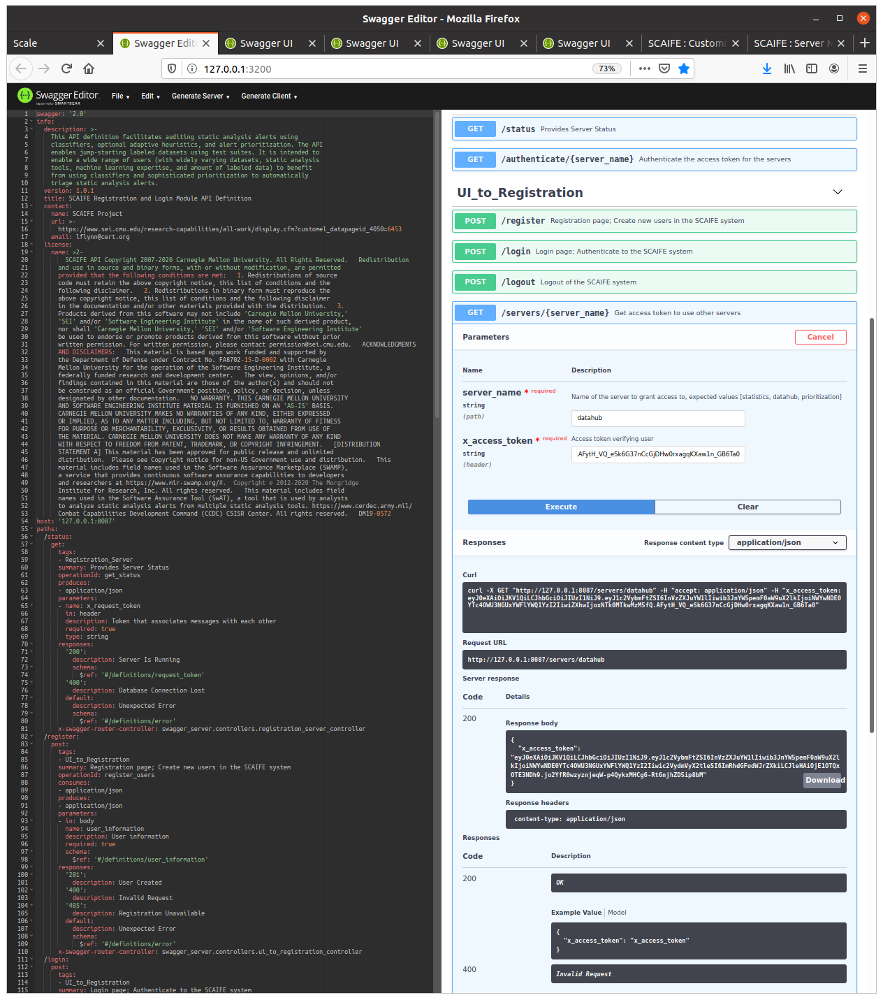 Swagger Editor - Mozilla Firefox
Scale
Swagger Edit
Swagger UI
Swagger UI
Swagger UI
Swagger UI
SCAIFE : Customi
SCAIFE : Server M
127.0.0.1:3200
73%
Swagger Editor.
Supported by SMARTBEAR
File
Edit
Generate Server
Generate Client
1 swagger: '2.0'
2 info:
3 description: >-
4 This API definition facilitates auditing static analysis alerts using
5 classifiers, optional adaptive heuristics, and alert prioritization. The API
6 enables jump-starting labeled datasets using test suites. It is intended to
7 enable a wide range of users (with widely varying datasets, static analysis
8 tools, machine learning expertise, and amount of labeled data) to benefit
9 from using classifiers and sophisticated prioritization to automatically
10 triage static analysis alerts.
11 version: 1.0.1
12 title: SCAIFE Registration and Login Module API Definition
13 contact:
14 name: SCAIFE Project
15 url: >-
16 https://www.sei.cmu.edu/research-capabilities/all-work/display.cfm?customel_datapageid_4050=6453
17 email: lflynn@cert.org
18 license:
19 name: >2-
20 SCAIFE API Copyright 2007-2020 Carnegie Mellon University. All Rights Reserved. Redistribution
21 and use in source and binary forms, with or without modification, are permitted
22 provided that the following conditions are met: 1. Redistributions of source
23 code must retain the above copyright notice, this list of conditions and the
24 following disclaimer. 2. Redistributions in binary form must reproduce the
25 above copyright notice, this list of conditions and the following disclaimer
26 in the documentation and/or other materials provided with the distribution. 3.
27 Products derived from this software may not include 'Carnegie Mellon University,'
28 'SEI' and/or 'Software Engineering Institute' in the name of such derived product,
29 nor shall 'Carnegie Mellon University,' 'SEI' and/or 'Software Engineering Institute'
30 be used to endorse or promote products derived from this software without prior
31 written permission. For written permission, please contact permission@sei.cmu.edu. ACKNOWLEDGMENTS
32 AND DISCLAIMERS: This material is based upon work funded and supported by
33 the Department of Defense under Contract No. FA8702-15-D-0002 with Carnegie
34 Mellon University for the operation of the Software Engineering Institute, a
35 federally funded research and development center. The view, opinions, and/or
36 findings contained in this material are those of the author(s) and should not
37 be construed as an official Government position, policy, or decision, unless
38 designated by other documentation. NO WARRANTY. THIS CARNEGIE MELLON UNIVERSITY
39 AND SOFTWARE ENGINEERING INSTITUTE MATERIAL IS FURNISHED ON AN 'AS-IS' BASIS.
40 CARNEGIE MELLON UNIVERSITY MAKES NO WARRANTIES OF ANY KIND, EITHER EXPRESSED
41 OR IMPLIED, AS TO ANY MATTER INCLUDING, BUT NOT LIMITED TO, WARRANTY OF FITNESS
42 FOR PURPOSE OR MERCHANTABILITY, EXCLUSIVITY, OR RESULTS OBTAINED FROM USE OF
43 THE MATERIAL. CARNEGIE MELLON UNIVERSITY DOES NOT MAKE ANY WARRANTY OF ANY KIND
44 WITH RESPECT TO FREEDOM FROM PATENT, TRADEMARK, OR COPYRIGHT INFRINGEMENT. [DISTRIBUTION
45 STATEMENT A] This material has been approved for public release and unlimited
46 distribution. Please see Copyright notice for non-US Government use and distribution. This
47 material includes field names used in the Software Assurance Marketplace (SWAMP),
48 a service that provides continuous software assurance capabilities to developers
49 and researchers at https://www.mir-swamp.org/#. Copyright © 2012-2020 The Morgridge
50 Institute for Research, Inc. All rights reserved. This material includes field
51 names used in the Software Assurance Tool (SwAT), a tool that is used by analysts
52 to analyze static analysis alerts from multiple static analysis tools. https://www.cerdec.army.mil/
53 Combat Capabilities Development Command (CCDC) C5ISR Center. All rights reserved. DM19-0572
54 host: '127.0.0.1:8087'
55 paths:
56 /status:
57 get:
58 tags:
59 - Registration_Server
60 summary: Provides Server Status
61 operationId: get_status
62 produces:
63 - application/json
64 parameters:
65 - name: x_request_token
66 in: header
67 description: Token that associates messages with each other
68 required: true
69 type: string
70 responses:
71 '200':
72 description: Server Is Running
73 schema:
74 $ref: '#/definitions/request_token'
75 '400':
76 description: Database Connection Lost
77 default:
78 description: Unexpected Error
79 schema:
80 $ref: '#/definitions/error'
81 x-swagger-router-controller: swagger_server.controllers.registration_server_controller
82 /register:
83 post:
84 tags:
85 - UI_to_Registration
86 summary: Registration page; Create new users in the SCAIFE system
87 operationId: register_users
88 consumes:
89 - application/json
90 produces:
91 - application/json
92 parameters:
93 - in: body
94 name: user_information
95 description: User information
96 required: true
97 schema:
98 $ref: '#/definitions/user_information'
99 responses:
100 '201':
101 description: User Created
102 '400':
103 description: Invalid Request
104 '405':
105 description: Registration Unavailable
106 default:
107 description: Unexpected Error
108 schema:
109 $ref: '#/definitions/error'
110 x-swagger-router-controller: swagger_server.controllers.ui_to_registration_controller
111 /login:
112 post:
113 tags:
114 - UI_to_Registration
115 summary: Login page; Authenticate to the SCAIFE system
GET /status Provides Server Status
GET /authenticate/{server_name} Authenticate the access token for the servers
UI_to_Registration
POST /register Registration page; Create new users in the SCAIFE system
POST /login Login page; Authenticate to the SCAIFE system
POST /logout Logout of the SCAIFE system
GET /servers/{server_name} Get access token to use other servers
Parameters
Cancel
Name Description
server_name * required
string
(path)
Name of the server to grant access to, expected values [statistics, datahub, prioritization]
datahub
x_access_token * required
string
(header)
Access token verifying user
.AFytH_VQ_eSk6G37nCcGjDHw0rxagqKXaw1n_GB6Ta0
Execute
Clear
Responses
Response content type
application/json
Curl
curl -X GET "http://127.0.0.1:8087/servers/datahub" -H "accept: application/json" -H "x_access_token:
eyJ0eXAiOiJKV1QiLCJhbGciOiJIUzI1NiJ9.eyJ1c2VybmFtZSI6InVzZXJuYW1lIiwib3JnYW5pemF0aW9uX2lkIjoiNWYwNDE0
YTc4OWU3NGUxYWFlYWQ1YzI2IiwiZXhwIjoxNTk0MTkwMzM5fQ.AFytH_VQ_eSk6G37nCcGjDHw0rxagqKXaw1n_GB6Ta0"
Request URL
http://127.0.0.1:8087/servers/datahub
Server response
Code Details
200
Response body
{
"x_access_token":
"eyJ0eXAiOiJKV1QiLCJhbGciOiJIUzI1NiJ9.eyJ1c2VybmFtZSI6InVzZXJuYW1lIiwib3JnYW5pemF0aW9uX2l
kIjoiNWYwNDE0YTc4OWU3NGUxYWFlYWQ1YzI2Iiwic2VydmVyX2tleSI6ImRhdGFodWJrZXkiLCJleHAiOjE1OTQx
OTE3NDh9.jo2YfR0wzyznjeqW-p4QykxMHCg6-Rt6njhZD5ip8bM"
}
Download
Response headers
content-type: application/json
Responses
Code Description
200
OK
Example Value Model
{
"x_access_token": "x_access_token"
}
400
Invalid Request